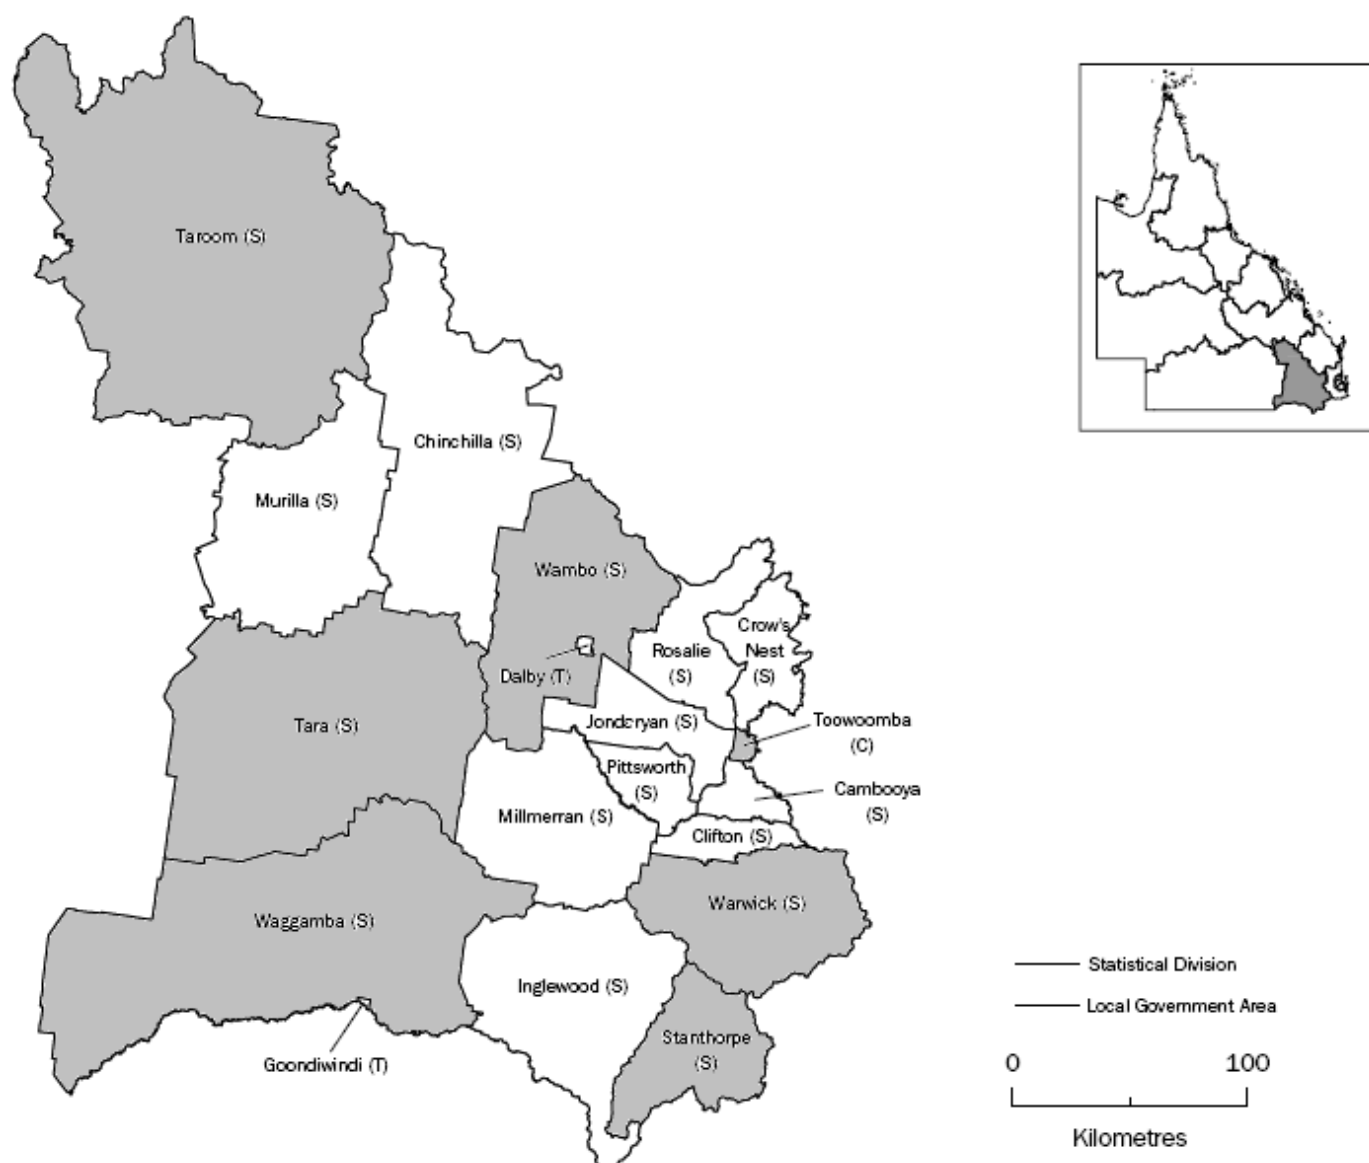 Taroom (S)
Chinchilla (S)
Murilla (S)
Wambo (S)
Crow's
Nest
(S)
Rosalie
(S)
Dalby (T)
Tara (S)
Jondaryan (S)
Toowoomba
(C)
Pittsworth
(S)
Cambooya
(S)
Millmerran (S)
Clifton (S)
Warwick (S)
Waggamba (S)
Inglewood (S)
Stanthorpe
(S)
Goondiwindi (T)
Statistical Division
Local Government Area
0 100
Kilometres